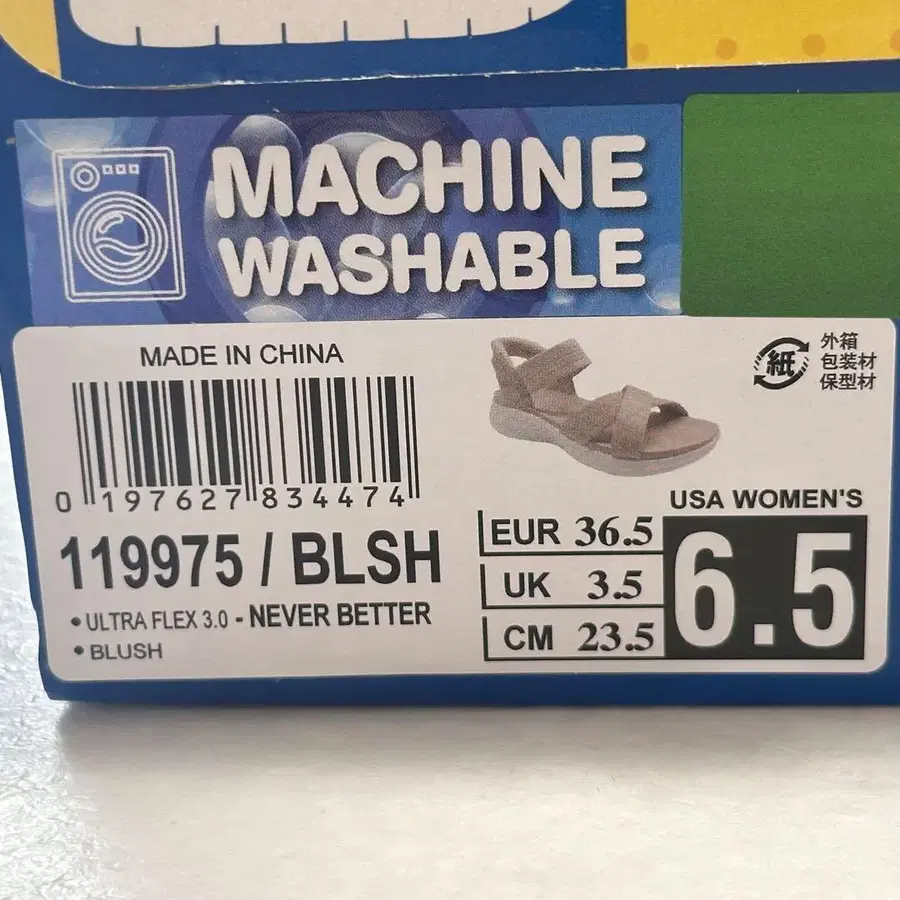 MACHINE
WASHABLE
MADE IN CHINA
0 197627 834474
119975 / BLSH
• ULTRA FLEX 3.0 - NEVER BETTER
• BLUSH
紙
外箱
包装材
保型材
USA WOMEN'S
6.5
EUR 36.5
UK 3.5
CM 23.5